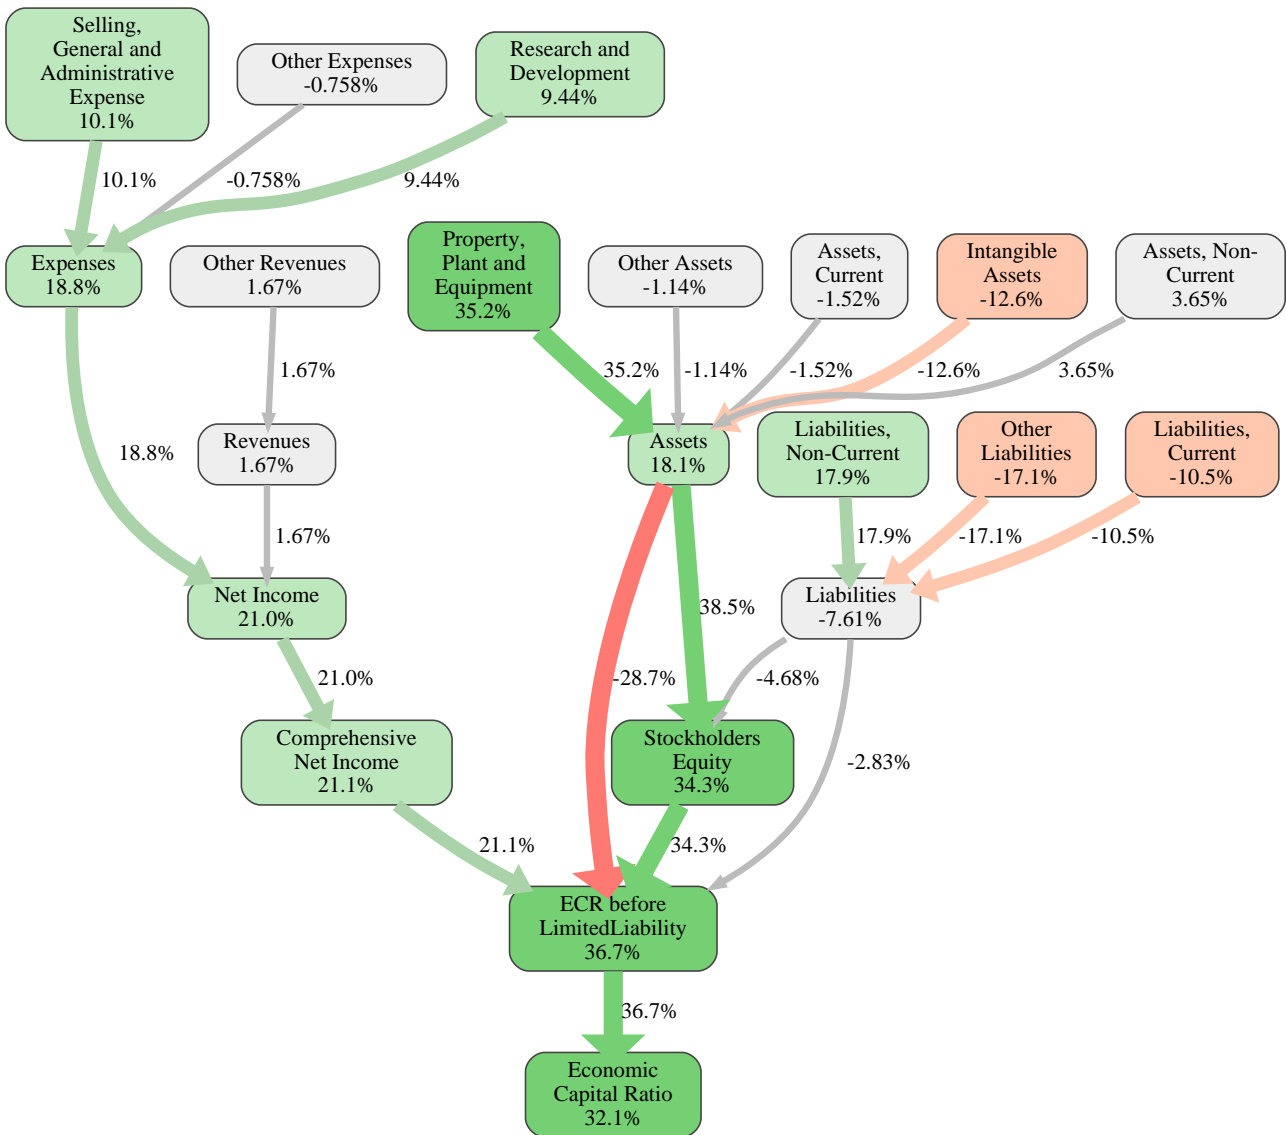 Selling,
General and
Administrative
Expense
10.1%
Other Expenses
-0.758%
Research and
Development
9.44%
10.1%
-0.758%
9.44%
Expenses
18.8%
Other Revenues
1.67%
Property,
Plant and
Equipment
35.2%
Other Assets
-1.14%
Assets,
Current
-1.52%
Intangible
Assets
-12.6%
Assets, Non-
Current
3.65%
1.67%
35.2%
-1.14%
-1.52%
-12.6%
3.65%
18.8%
Revenues
1.67%
Assets
18.1%
Liabilities,
Non-Current
17.9%
Other
Liabilities
-17.1%
Liabilities,
Current
-10.5%
1.67%
17.9%
-17.1%
-10.5%
Net Income
21.0%
38.5%
Liabilities
-7.61%
21.0%
-28.7%
-4.68%
Comprehensive
Net Income
21.1%
Stockholders
Equity
34.3%
-2.83%
21.1%
34.3%
ECR before
LimitedLiability
36.7%
36.7%
Economic
Capital Ratio
32.1%